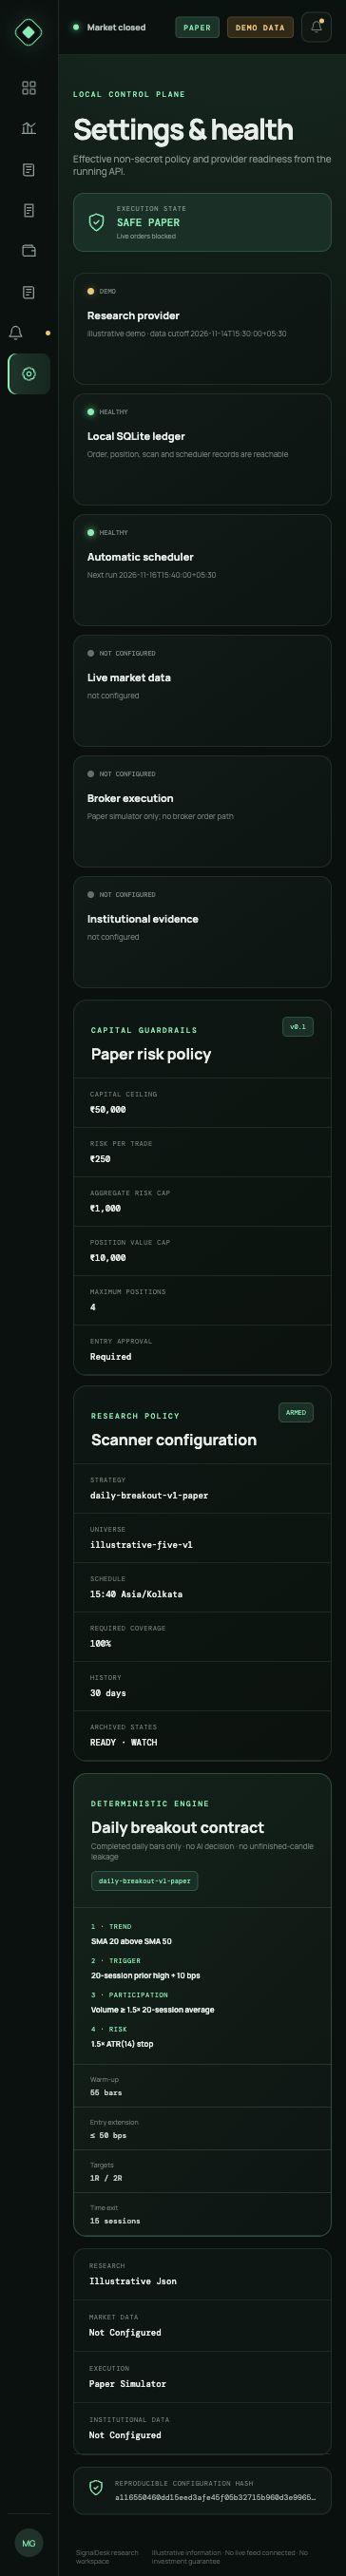 Market closed
PAPER
DEMO DATA
LOCAL CONTROL PLANE
Settings & health
Effective non-secret policy and provider readiness from the
running API.
EXECUTION STATE
SAFE PAPER
Live orders blocked
DEMO
Research provider
illustrative demo · data cutoff 2026-11-14T15:30:00+05:30
HEALTHY
Local SQLite ledger
Order, position, scan and scheduler records are reachable
HEALTHY
Automatic scheduler
Next run 2026-11-16T15:40:00+05:30
NOT CONFIGURED
Live market data
not configured
NOT CONFIGURED
Broker execution
Paper simulator only; no broker order path
NOT CONFIGURED
Institutional evidence
not configured
CAPITAL GUARDRAILS
v0.1
Paper risk policy
CAPITAL CEILING
₹50,000
RISK PER TRADE
₹250
AGGREGATE RISK CAP
₹1,000
POSITION VALUE CAP
₹10,000
MAXIMUM POSITIONS
4
ENTRY APPROVAL
Required
RESEARCH POLICY
ARMED
Scanner configuration
STRATEGY
daily-breakout-v1-paper
UNIVERSE
illustrative-five-v1
SCHEDULE
15:40 Asia/Kolkata
REQUIRED COVERAGE
100%
HISTORY
30 days
ARCHIVED STATES
READY · WATCH
DETERMINISTIC ENGINE
Daily breakout contract
Completed daily bars only · no AI decision · no unfinished-candle
leakage
daily-breakout-v1-paper
1 · TREND
SMA 20 above SMA 50
2 · TRIGGER
20-session prior high + 10 bps
3 · PARTICIPATION
Volume ≥ 1.5× 20-session average
4 · RISK
1.5× ATR(14) stop
Warm-up
55 bars
Entry extension
≤ 50 bps
Targets
1R / 2R
Time exit
15 sessions
RESEARCH
Illustrative Json
MARKET DATA
Not Configured
EXECUTION
Paper Simulator
INSTITUTIONAL DATA
Not Configured
REPRODUCIBLE CONFIGURATION HASH
a116550460dd15eed3afe45f05b32715b960d3e9965…
MG
SignalDesk research
workspace
Illustrative information · No live feed connected · No
investment guarantee